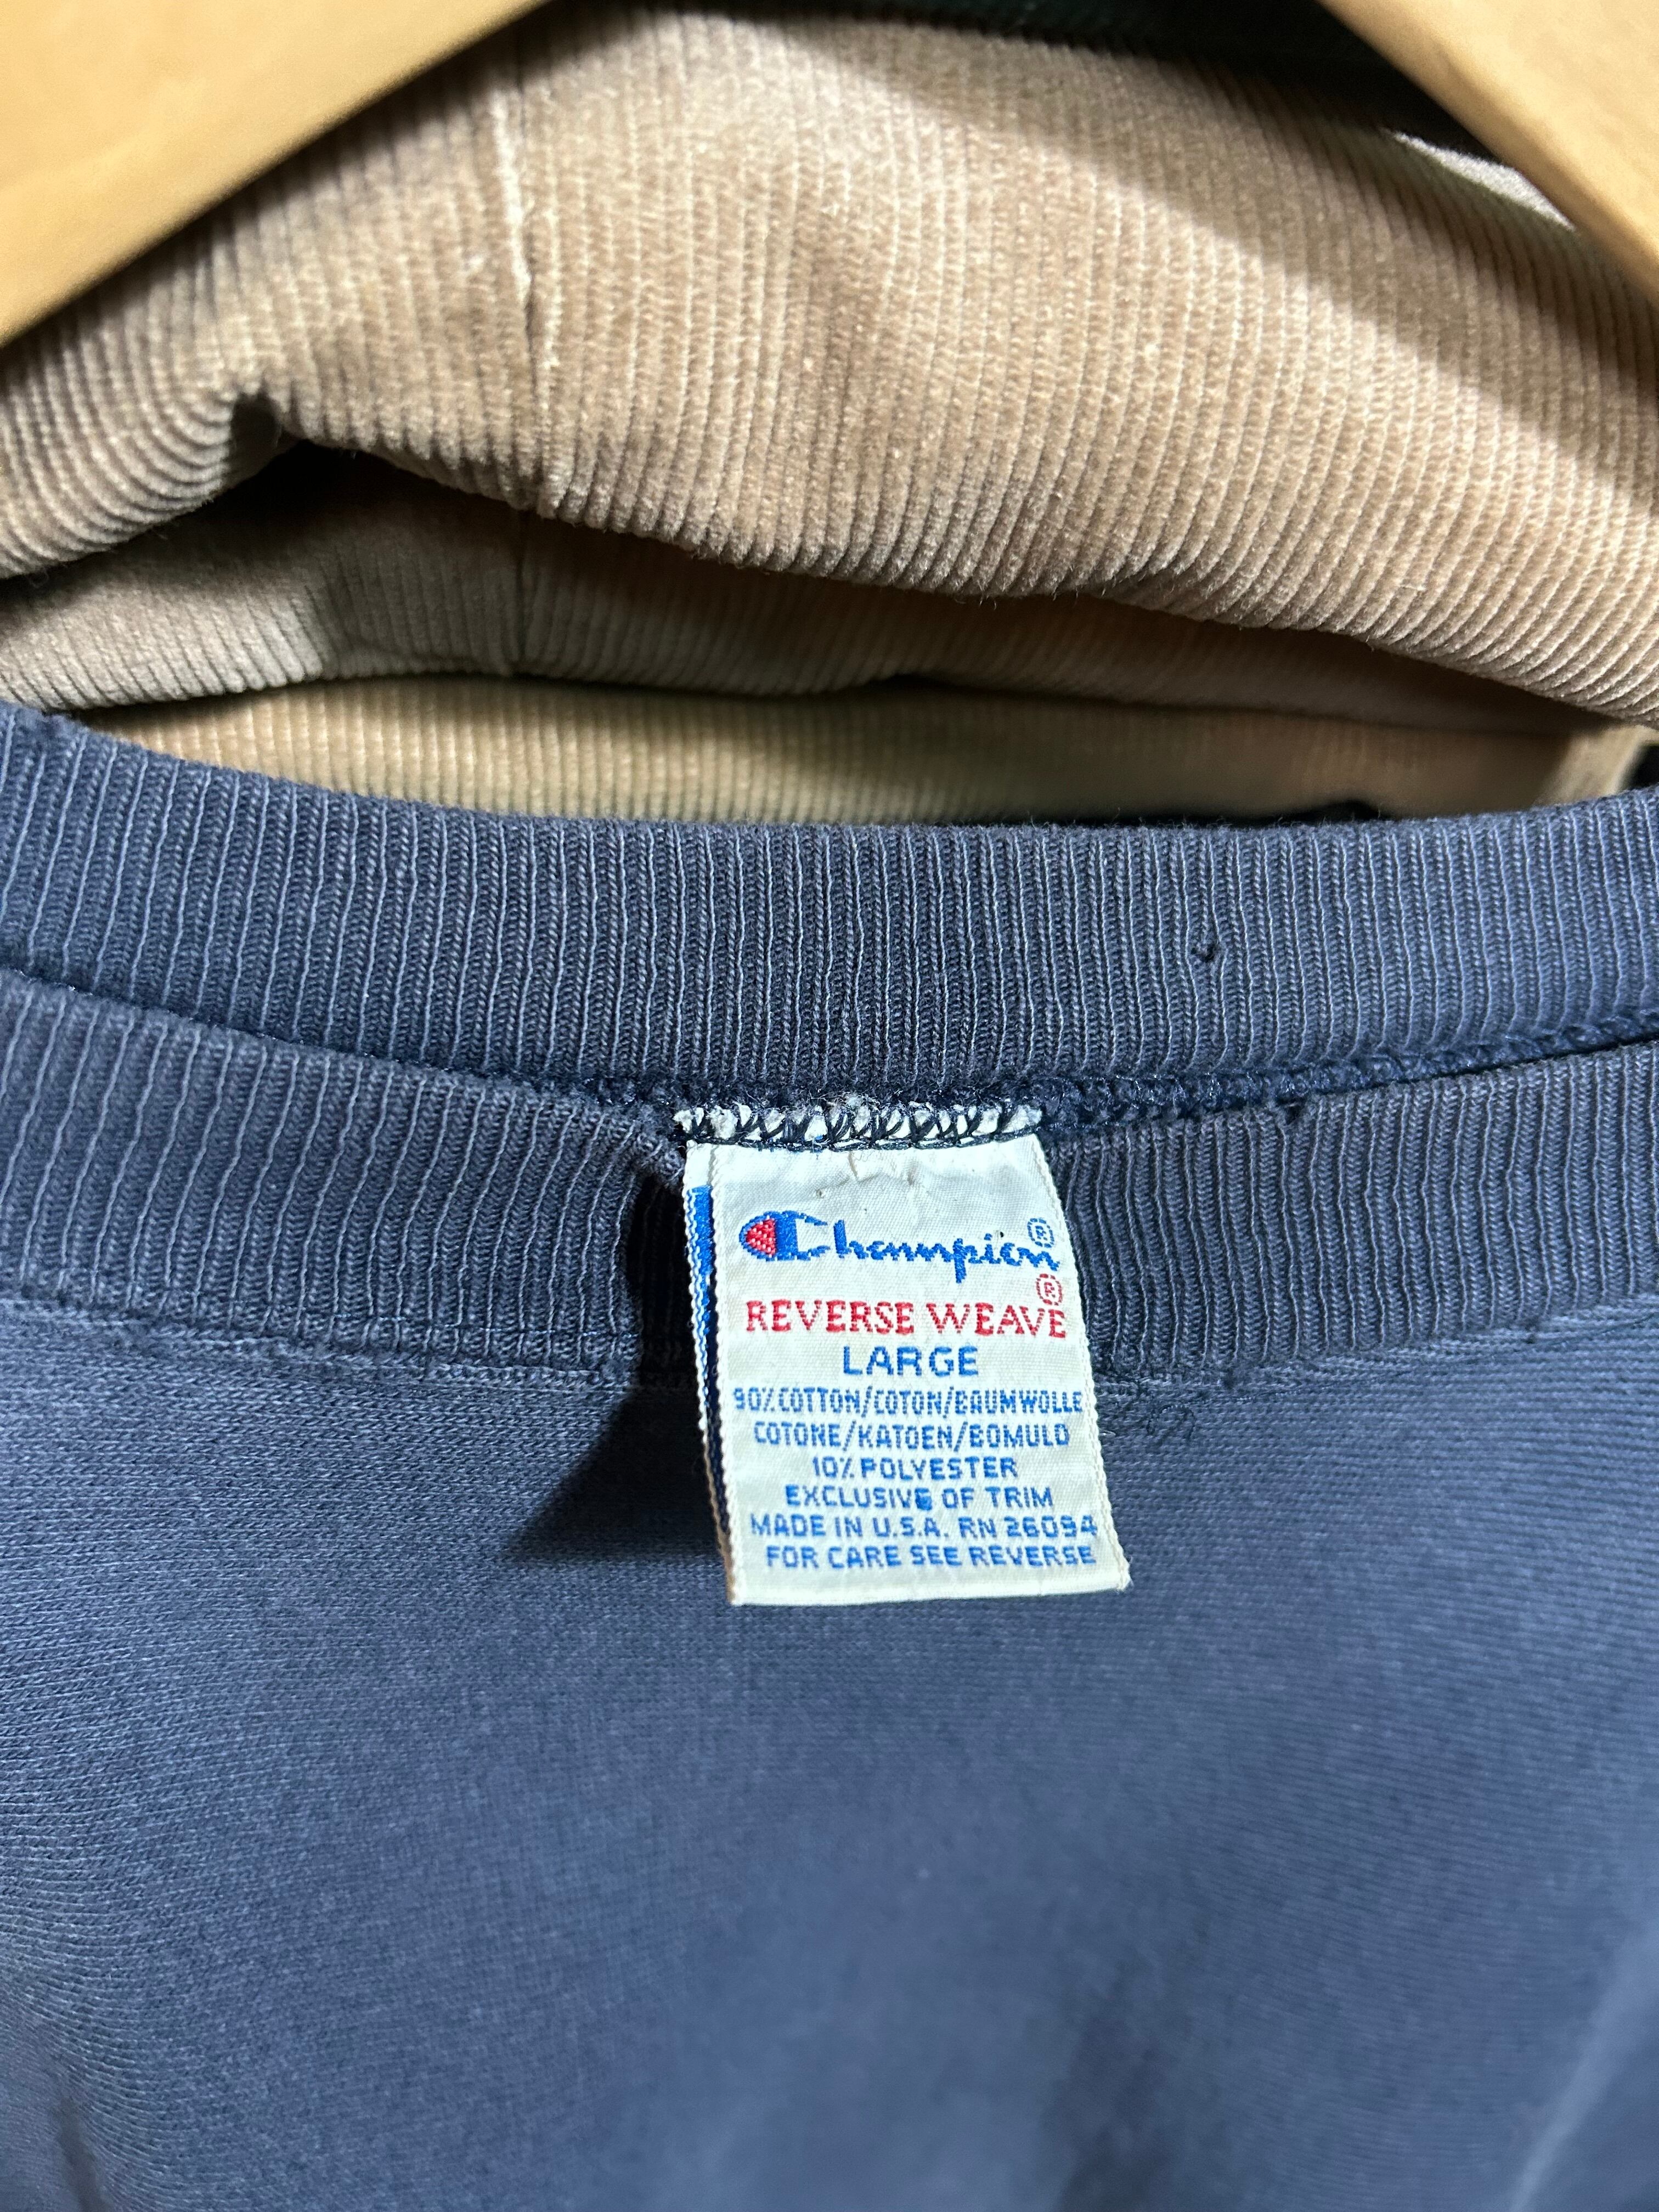 Champion®
REVERSE WEAVE®
LARGE
90% COTTON/COTON/BAUMWOLLE
COTONE/KATOEN/BOMULD
10% POLYESTER
EXCLUSIVE OF TRIM
MADE IN U.S.A. RN 26094
FOR CARE SEE REVERSE